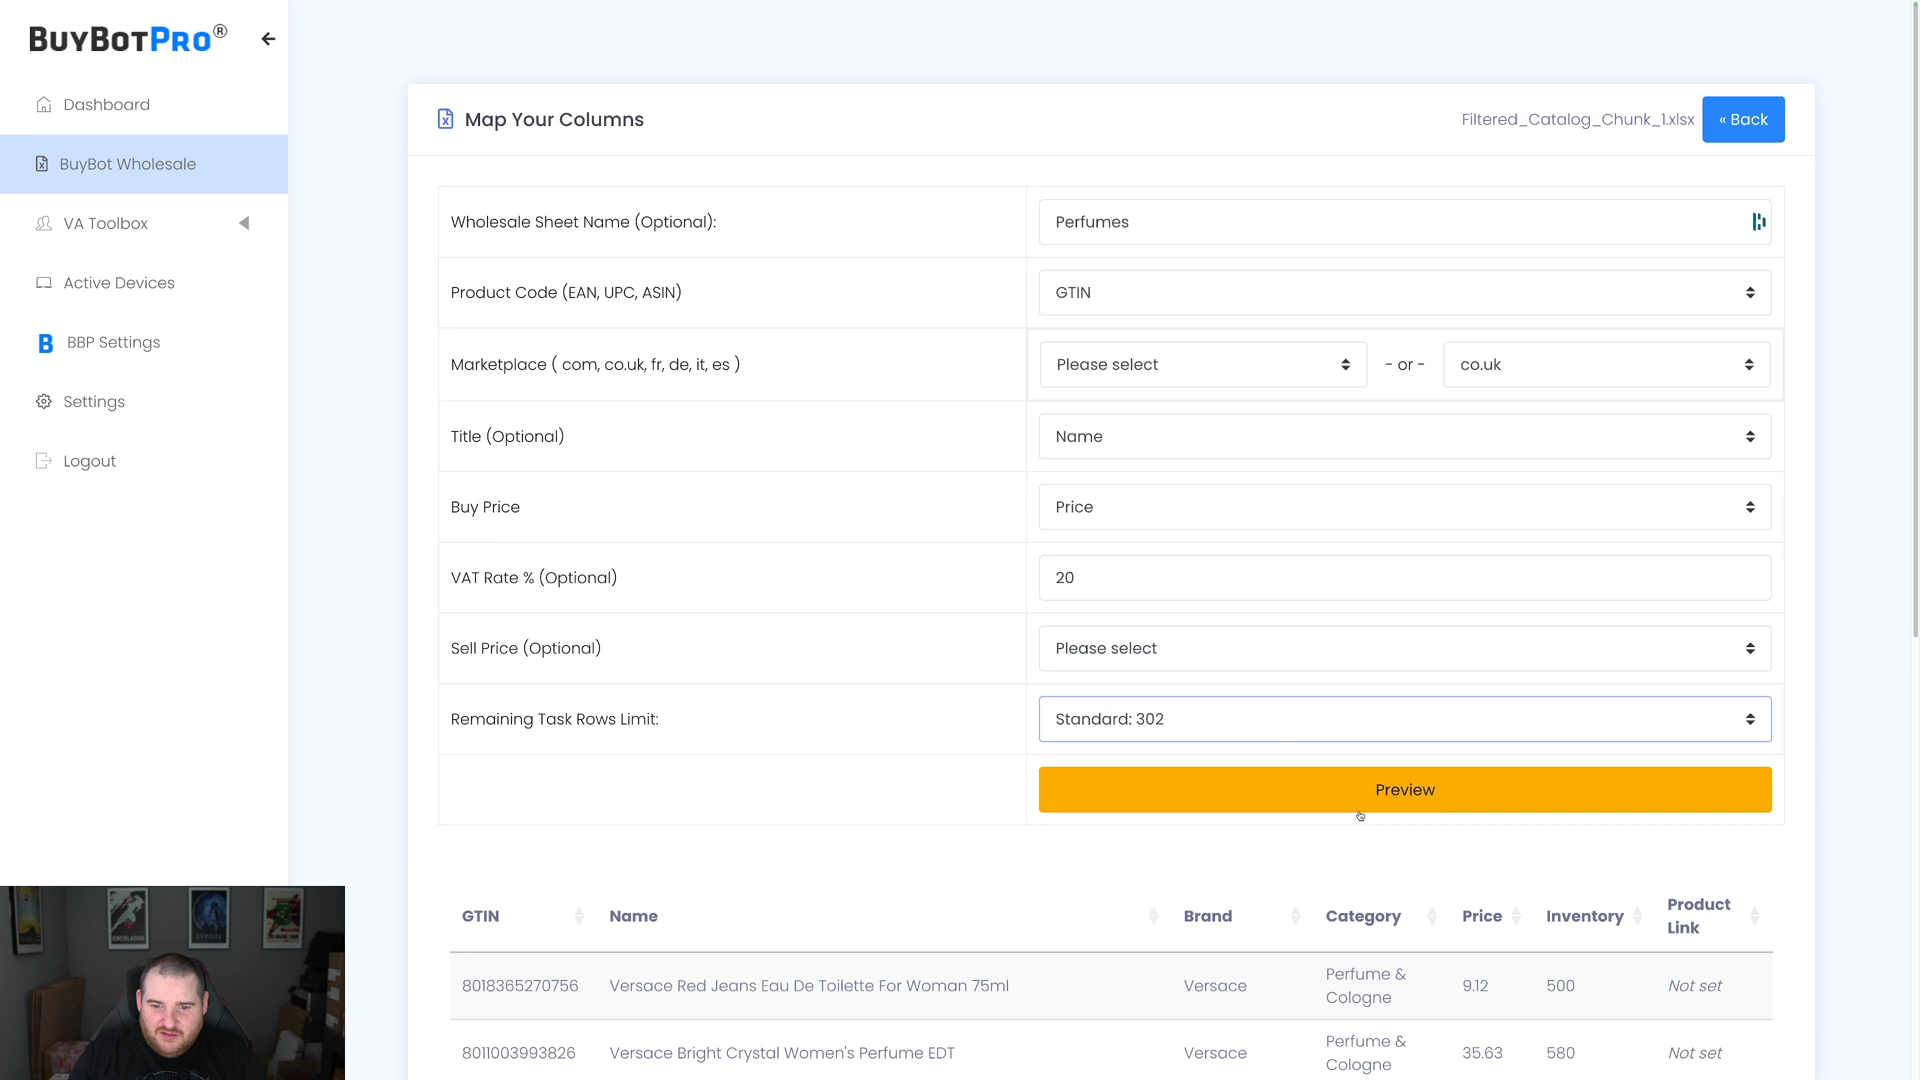 BUYBOTPRO®
Dashboard
BuyBot Wholesale
VA Toolbox
Active Devices
B BBP Settings
Settings
Logout
Map Your Columns
Filtered_Catalog_Chunk_1.xlsx
« Back
Wholesale Sheet Name (Optional):
Perfumes
Product Code (EAN, UPC, ASIN)
GTIN
Marketplace ( com, co.uk, fr, de, it, es )
Please select
- or -
co.uk
Title (Optional)
Name
Buy Price
Price
VAT Rate % (Optional)
20
Sell Price (Optional)
Please select
Remaining Task Rows Limit:
Standard: 302
Preview
GTIN
Name
Brand
Category
Price
Inventory
Product
Link
8018365270756
Versace Red Jeans Eau De Toilette For Woman 75ml
Versace
Perfume &
Cologne
9.12
500
Not set
8011003993826
Versace Bright Crystal Women's Perfume EDT
Versace
Perfume &
Cologne
35.63
580
Not set
ENCELADUS
EUROPA